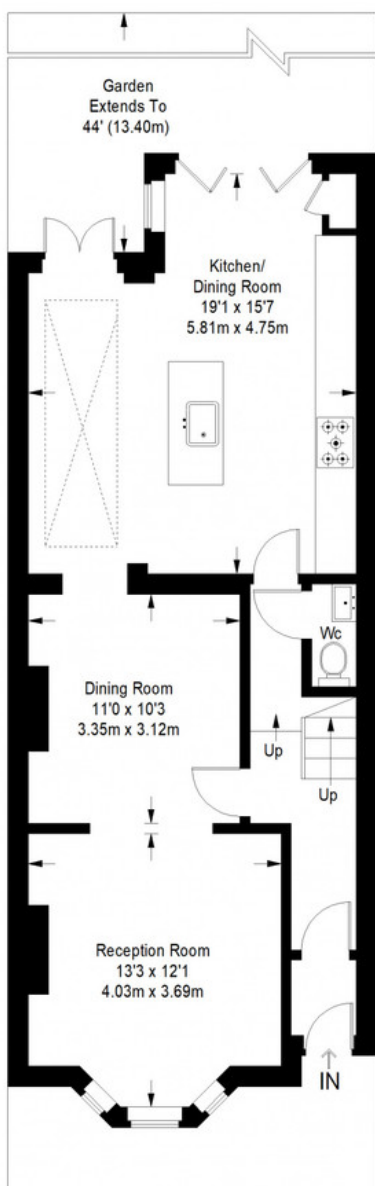 Garden
Extends To
44' (13.40m)
Kitchen/
Dining Room
19'1 x 15'7
5.81m x 4.75m
Wc
Dining Room
11'0 x 10'3
3.35m x 3.12m
Up
Up
Reception Room
13'3 x 12'1
4.03m x 3.69m
IN